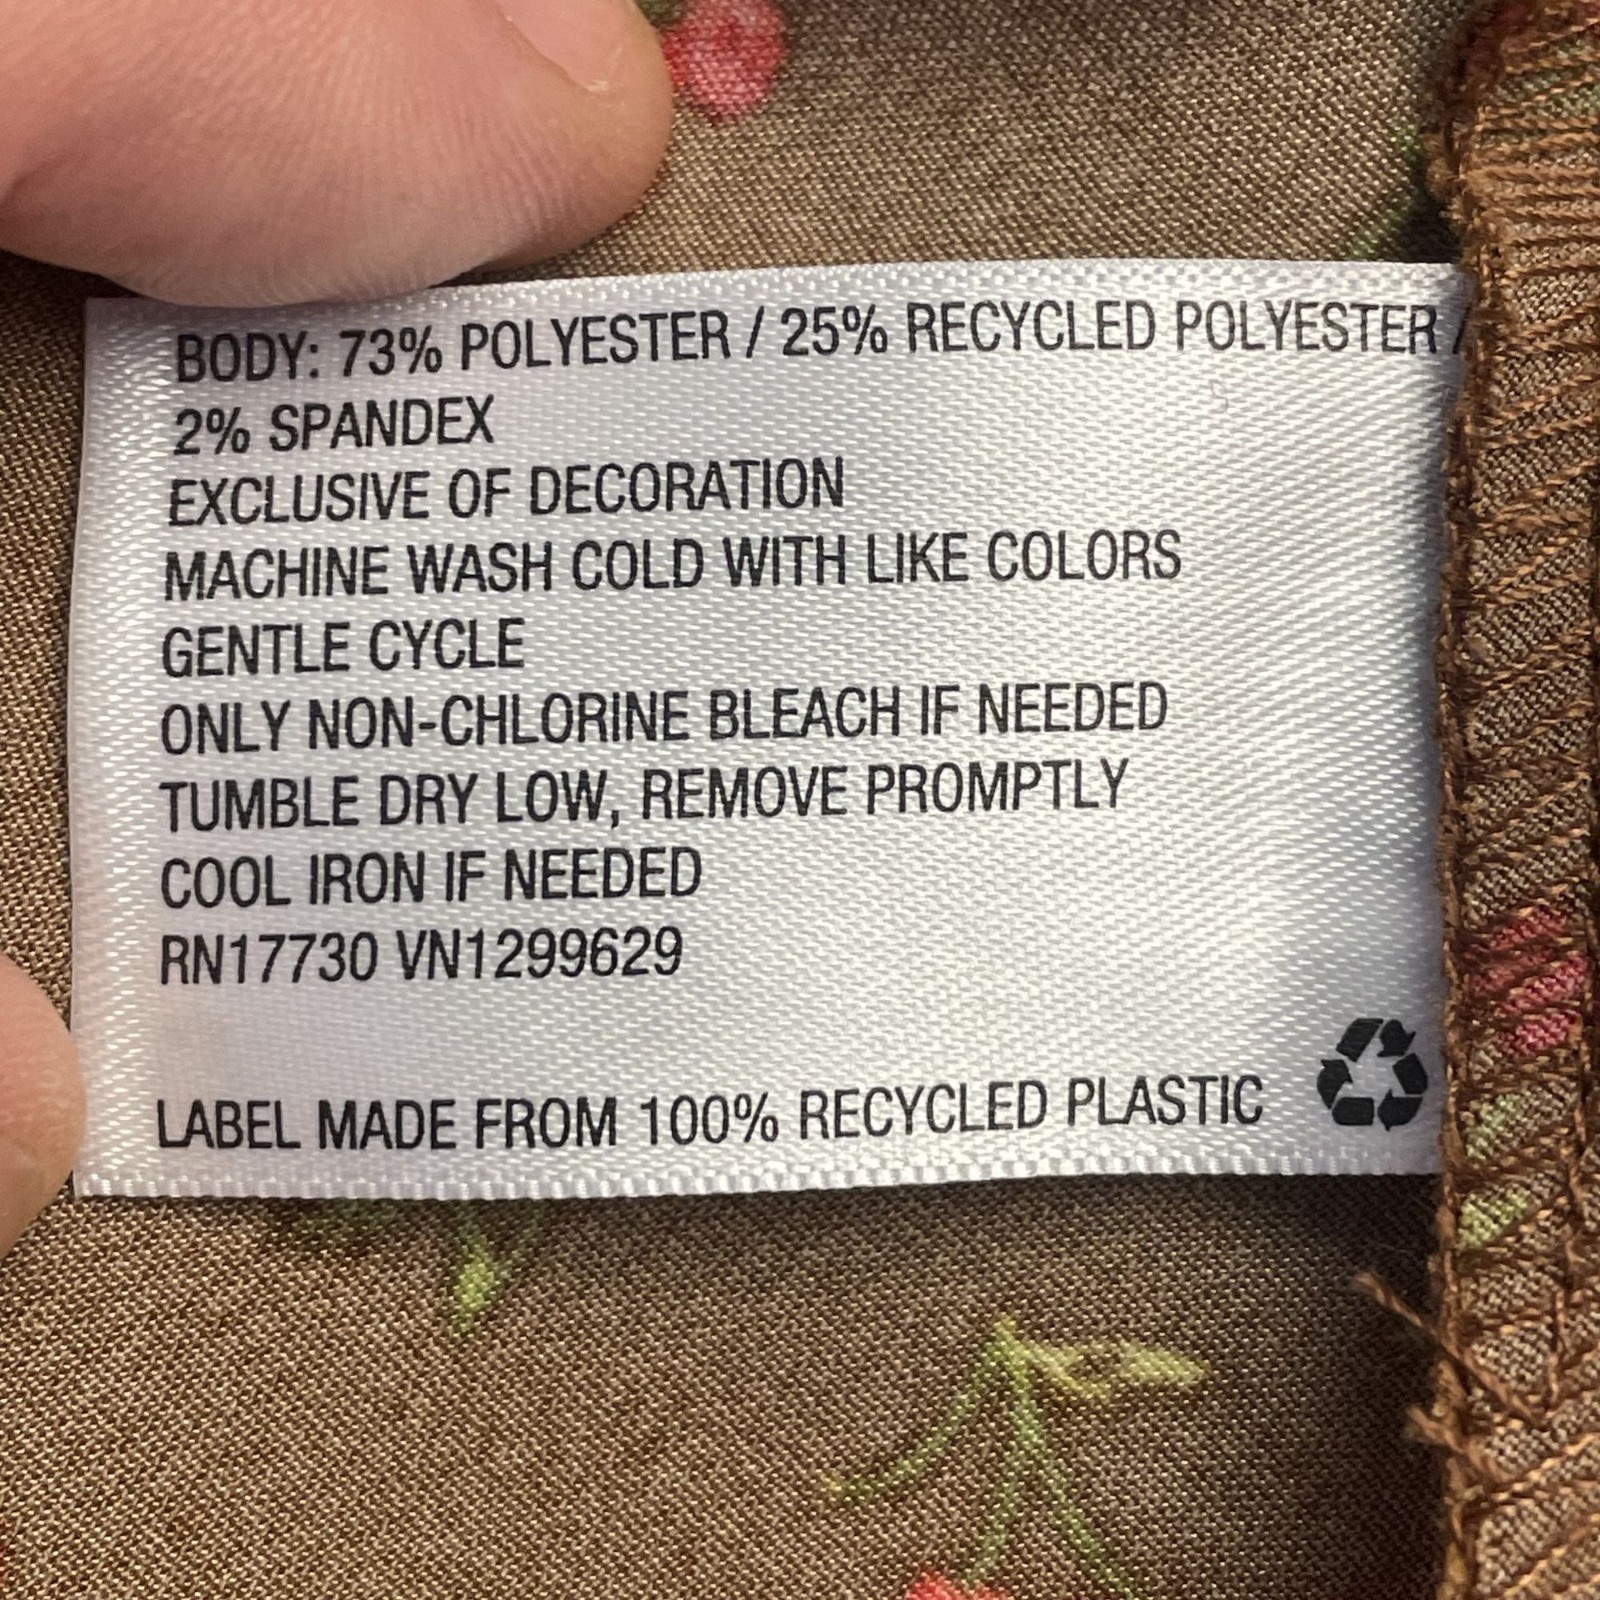 BODY: 73% POLYESTER / 25% RECYCLED POLYESTER /
2% SPANDEX
EXCLUSIVE OF DECORATION
MACHINE WASH COLD WITH LIKE COLORS
GENTLE CYCLE
ONLY NON-CHLORINE BLEACH IF NEEDED
TUMBLE DRY LOW, REMOVE PROMPTLY
COOL IRON IF NEEDED
RN17730 VN1299629
LABEL MADE FROM 100% RECYCLED PLASTIC